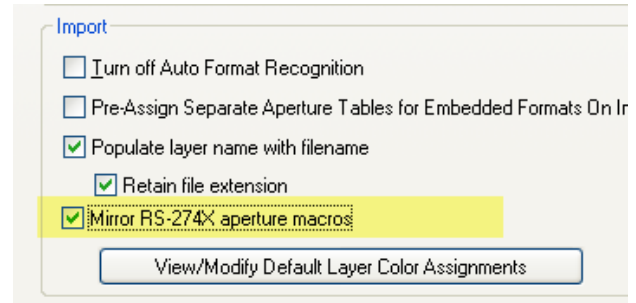 Import
Turn off Auto Format Recognition
Pre-Assign Separate Aperture Tables for Embedded Formats On
Populate layer name with filename
Retain file extension
Mirror RS-274X aperture macros
View/Modify Default Layer Color Assignments